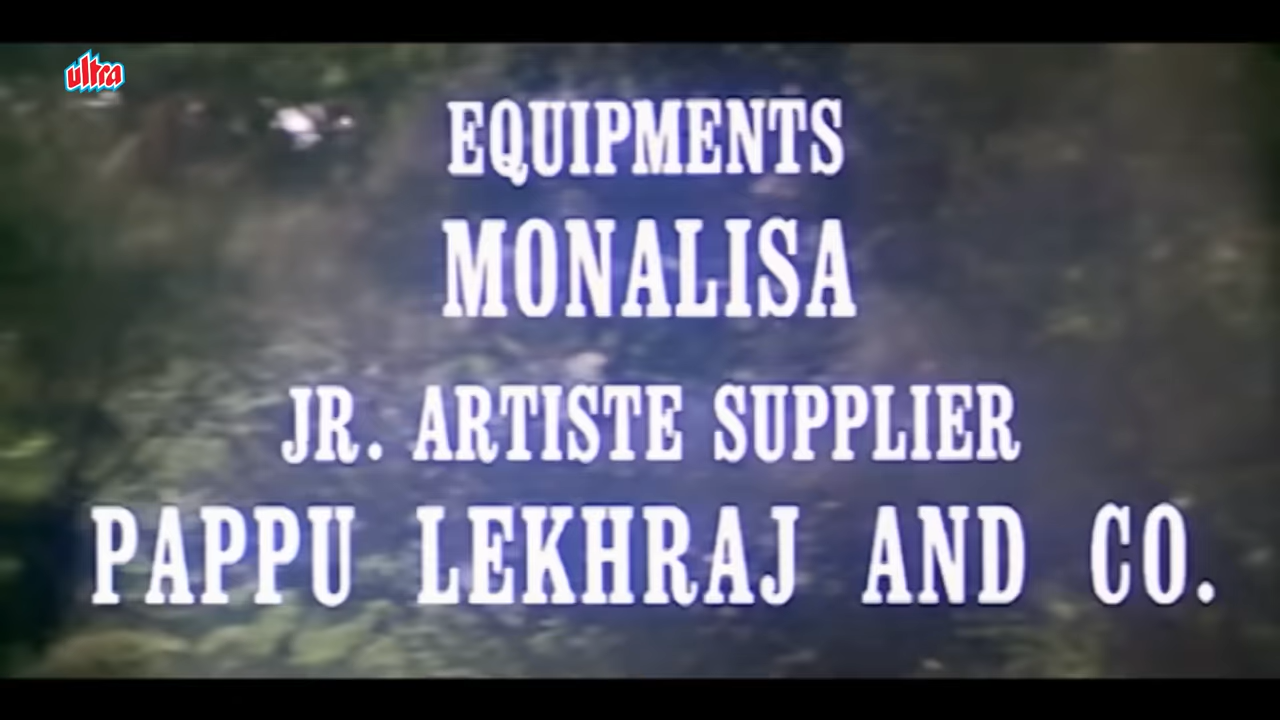 ultra
EQUIPMENTS
MONALISA
JR. ARTISTE SUPPLIER
PAPPU LEKHRAJ AND CO.